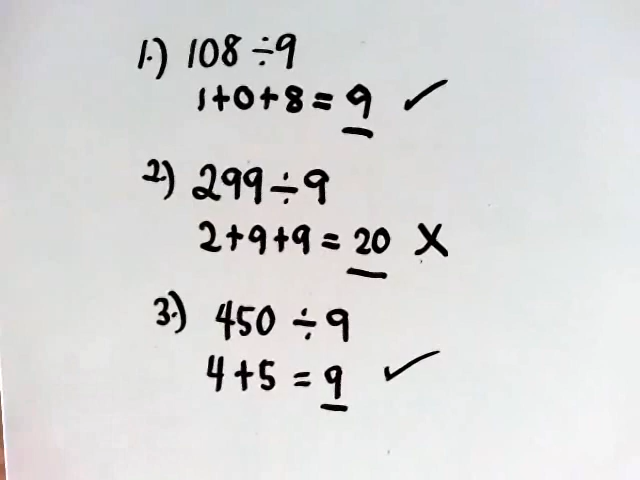 1.) 108 ÷ 9
1+0+8 = 9 ✓
2.) 299 ÷ 9
2+9+9 = 20 X
3.) 450 ÷ 9
4+5 = 9 ✓